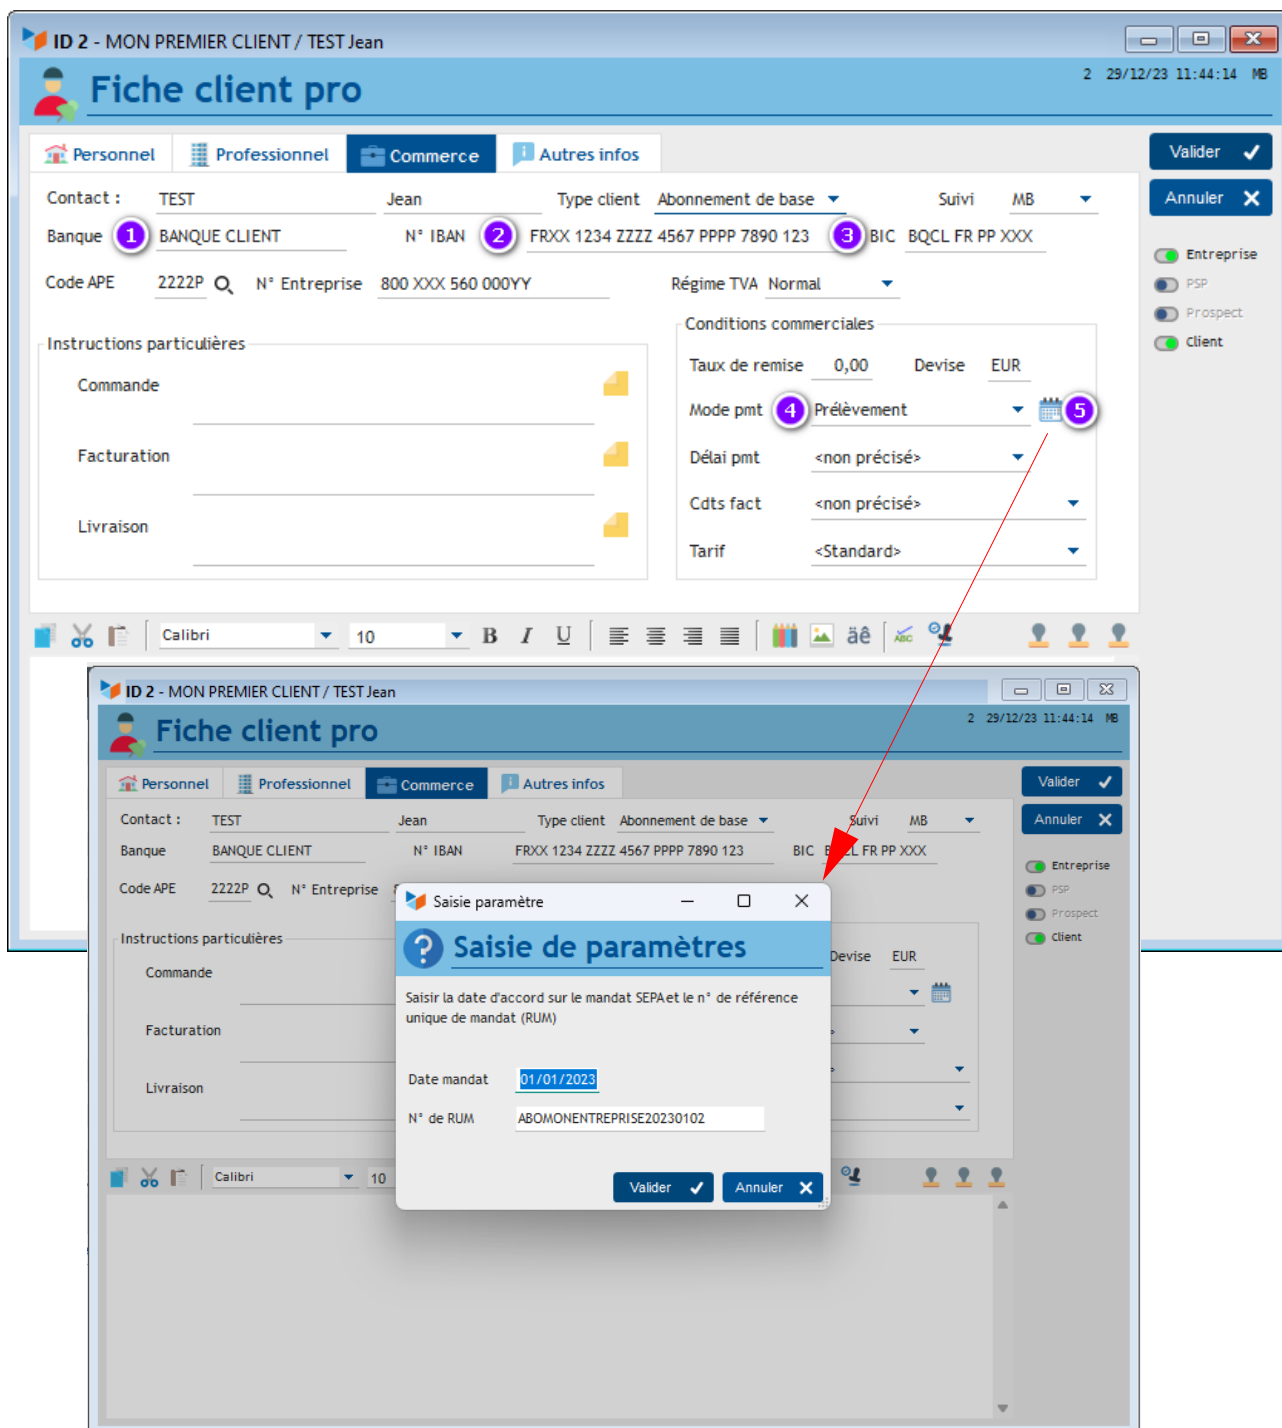 ID 2 - MON PREMIER CLIENT / TEST Jean
Fiche client pro
2 29/12/23 11:44:14 MB
Personnel Professionnel Commerce Autres infos
Valider
Annuler
Contact : TEST Jean Type client Abonnement de base Suivi MB
Banque 1 BANQUE CLIENT N° IBAN 2 FRXX 1234 ZZZZ 4567 PPPP 7890 123 3 BIC BQCL FR PP XXX
Code APE 2222P N° Entreprise 800 XXX 560 000YY Régime TVA Normal
Entreprise
PSP
Prospect
Client
Instructions particulières
Commande
Facturation
Livraison
Conditions commerciales
Taux de remise 0,00 Devise EUR
Mode pmt 4 Prélèvement 5
Délai pmt <non précisé>
Cdts fact <non précisé>
Tarif <Standard>
Calibri 10 B I U äê ABC
ID 2 - MON PREMIER CLIENT / TEST Jean
Fiche client pro
2 29/12/23 11:44:14 MB
Personnel Professionnel Commerce Autres infos
Valider
Annuler
Contact : TEST Jean Type client Abonnement de base Suivi MB
Banque BANQUE CLIENT N° IBAN FRXX 1234 ZZZZ 4567 PPPP 7890 123 BIC FR PP XXX
Code APE 2222P N° Entreprise
Entreprise
PSP
Prospect
Client
Instructions particulières
Commande
Facturation
Livraison
Devise EUR
Saisie paramètre
Saisie de paramètres
Saisir la date d'accord sur le mandat SEPA et le n° de référence
unique de mandat (RUM)
Date mandat 01/01/2023
N° de RUM ABOMONENTREPRISE20230102
Valider Annuler
Calibri 10